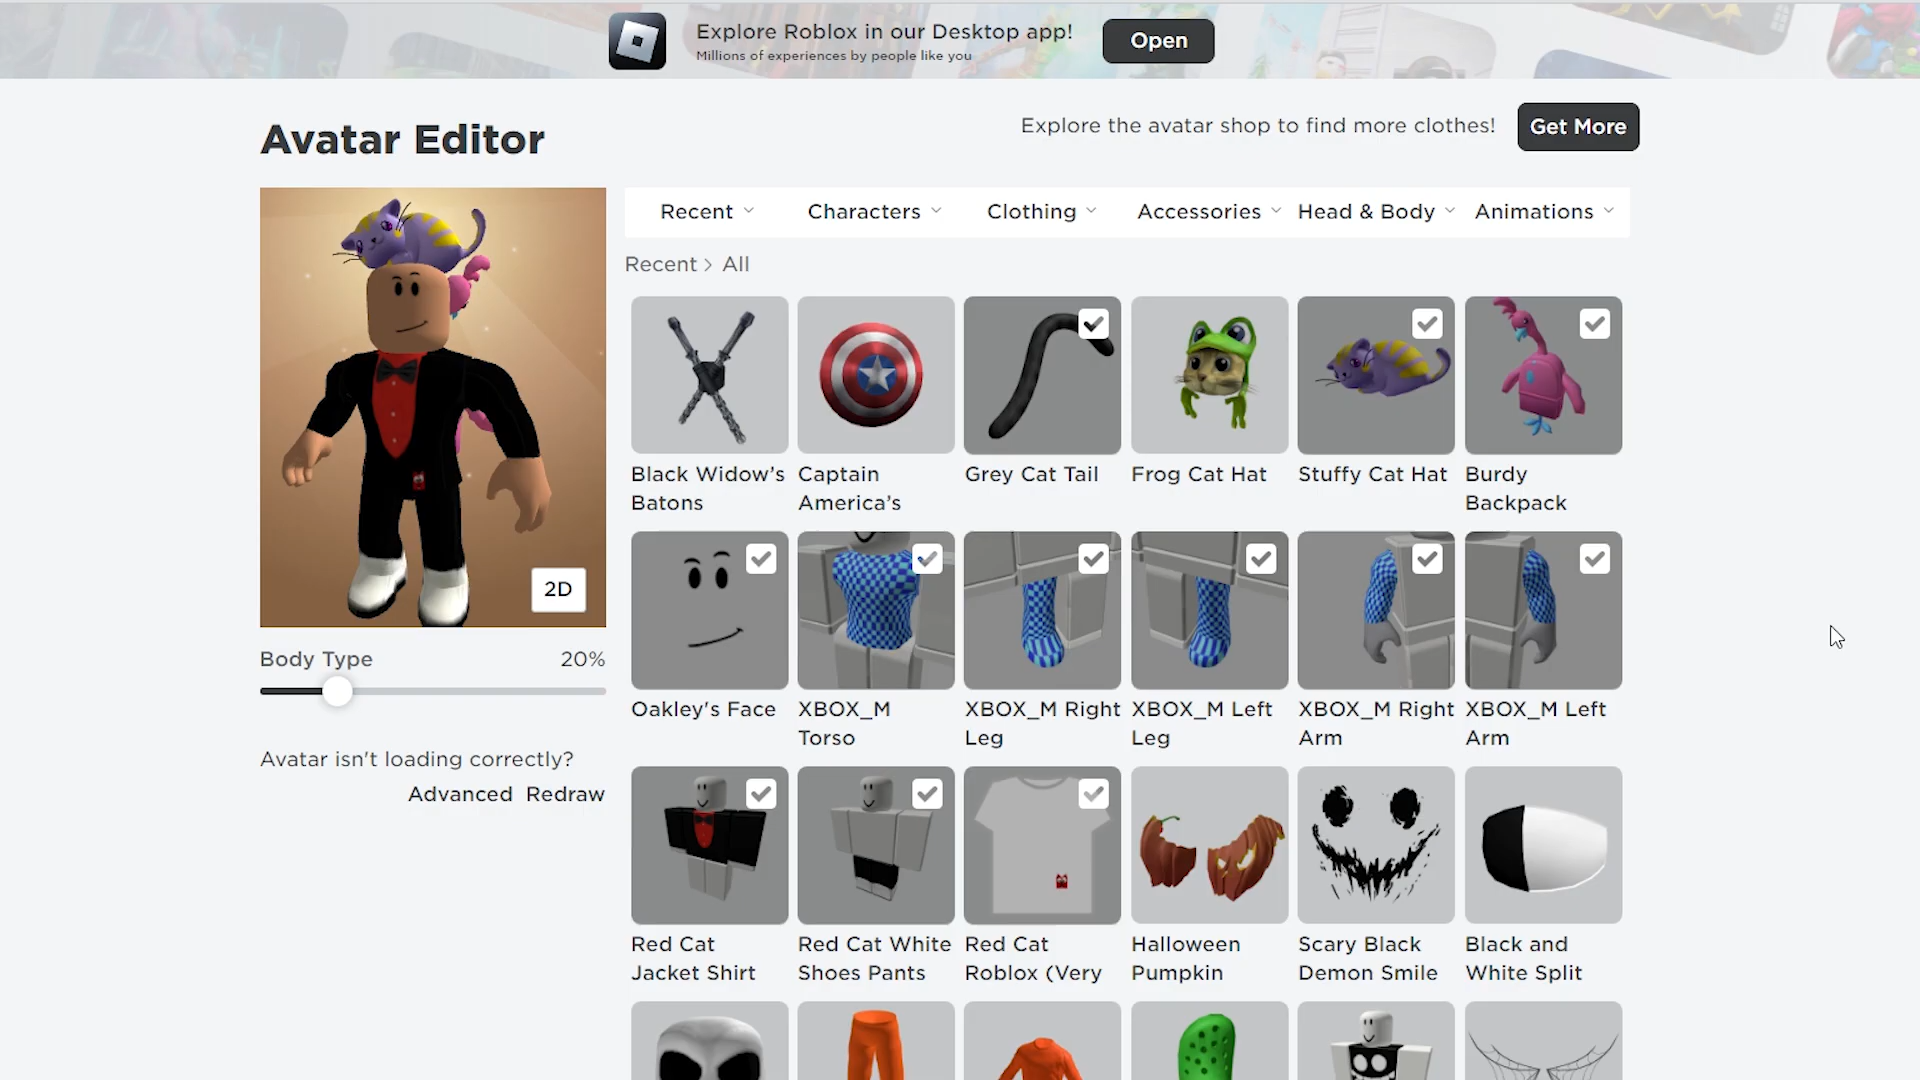 Explore Roblox in our Desktop app!
Millions of experiences by people like you
Open
Avatar Editor
Explore the avatar shop to find more clothes!
Get More
Recent
Characters
Clothing
Accessories
Head & Body
Animations
Recent > All
Black Widow's
Batons
Captain
America's
Grey Cat Tail
Frog Cat Hat
Stuffy Cat Hat
Burdy
Backpack
2D
Body Type
20%
Avatar isn't loading correctly?
Advanced
Redraw
Oakley's Face
XBOX_M
Torso
XBOX_M Right
Leg
XBOX_M Left
Leg
XBOX_M Right
Arm
XBOX_M Left
Arm
Red Cat
Jacket Shirt
Red Cat White
Shoes Pants
Red Cat
Roblox (Very
Halloween
Pumpkin
Scary Black
Demon Smile
Black and
White Split